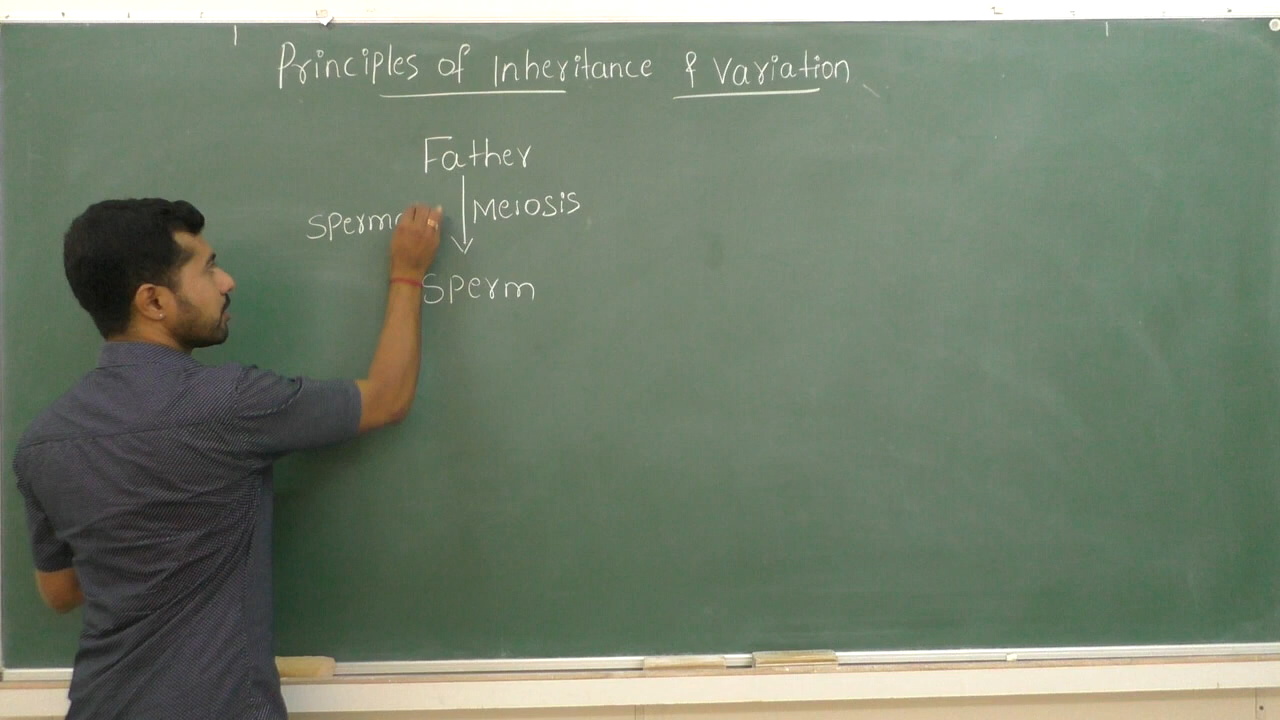 Principles of Inheritance & Variation
Father
Meiosis
Sperm